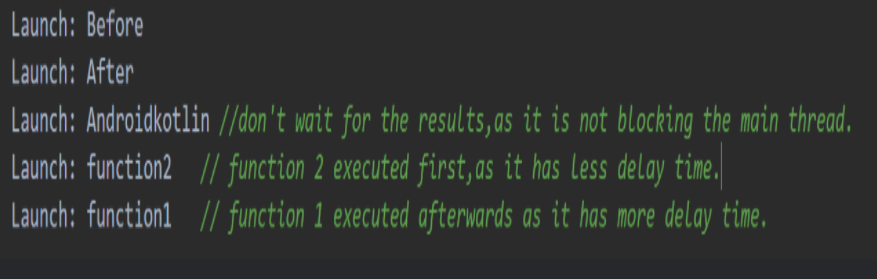 Launch: Before
Launch: After
Launch: Androidkotlin //don't wait for the results,as it is not blocking the main thread.
Launch: function2 // function 2 executed first,as it has less delay time.
Launch: function1 // function 1 executed afterwards as it has more delay time.